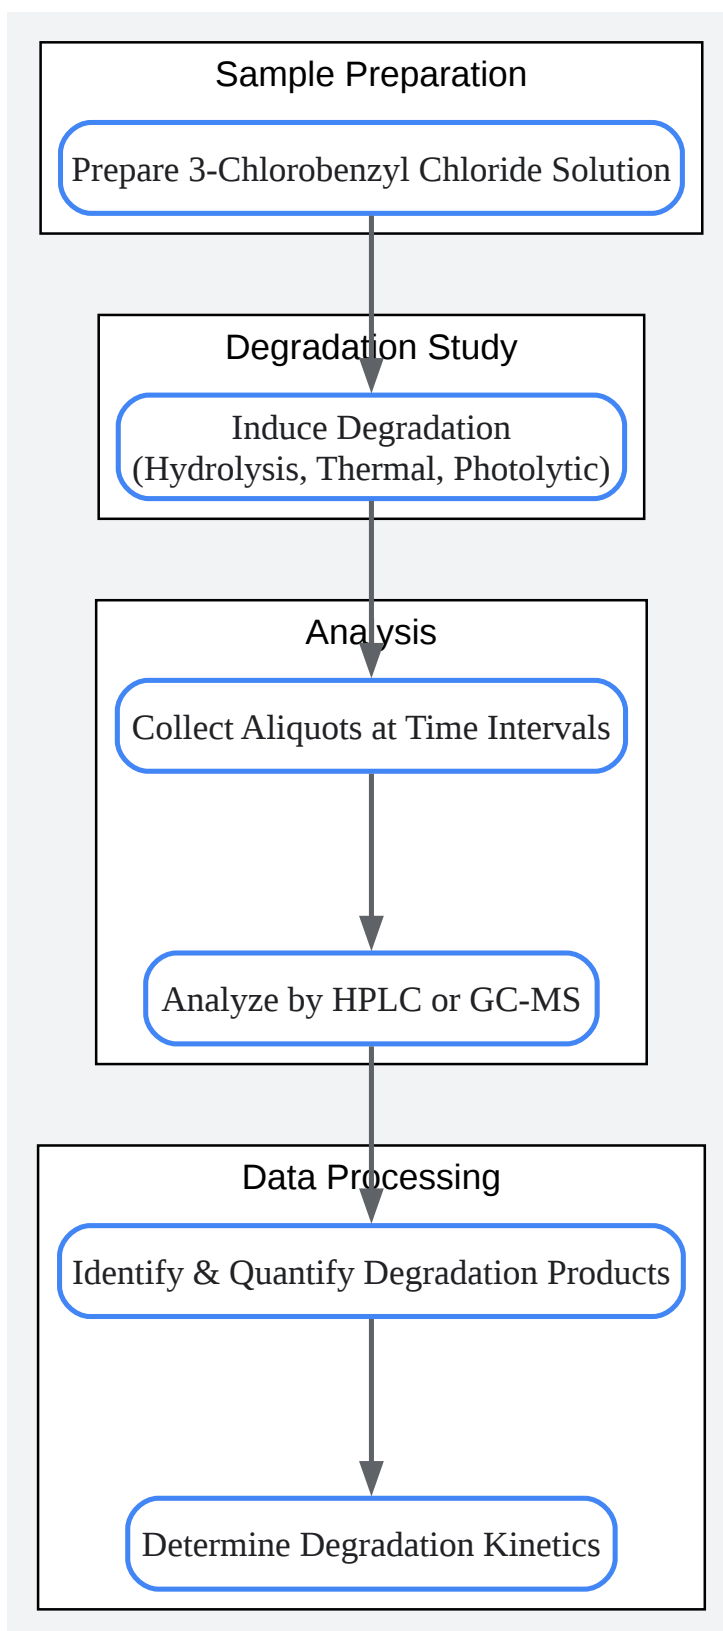 Sample Preparation
Prepare 3-Chlorobenzyl Chloride Solution
Degradation Study
Induce Degradation
(Hydrolysis, Thermal, Photolytic)
Analysis
Collect Aliquots at Time Intervals
Analyze by HPLC or GC-MS
Data Processing
Identify & Quantify Degradation Products
Determine Degradation Kinetics